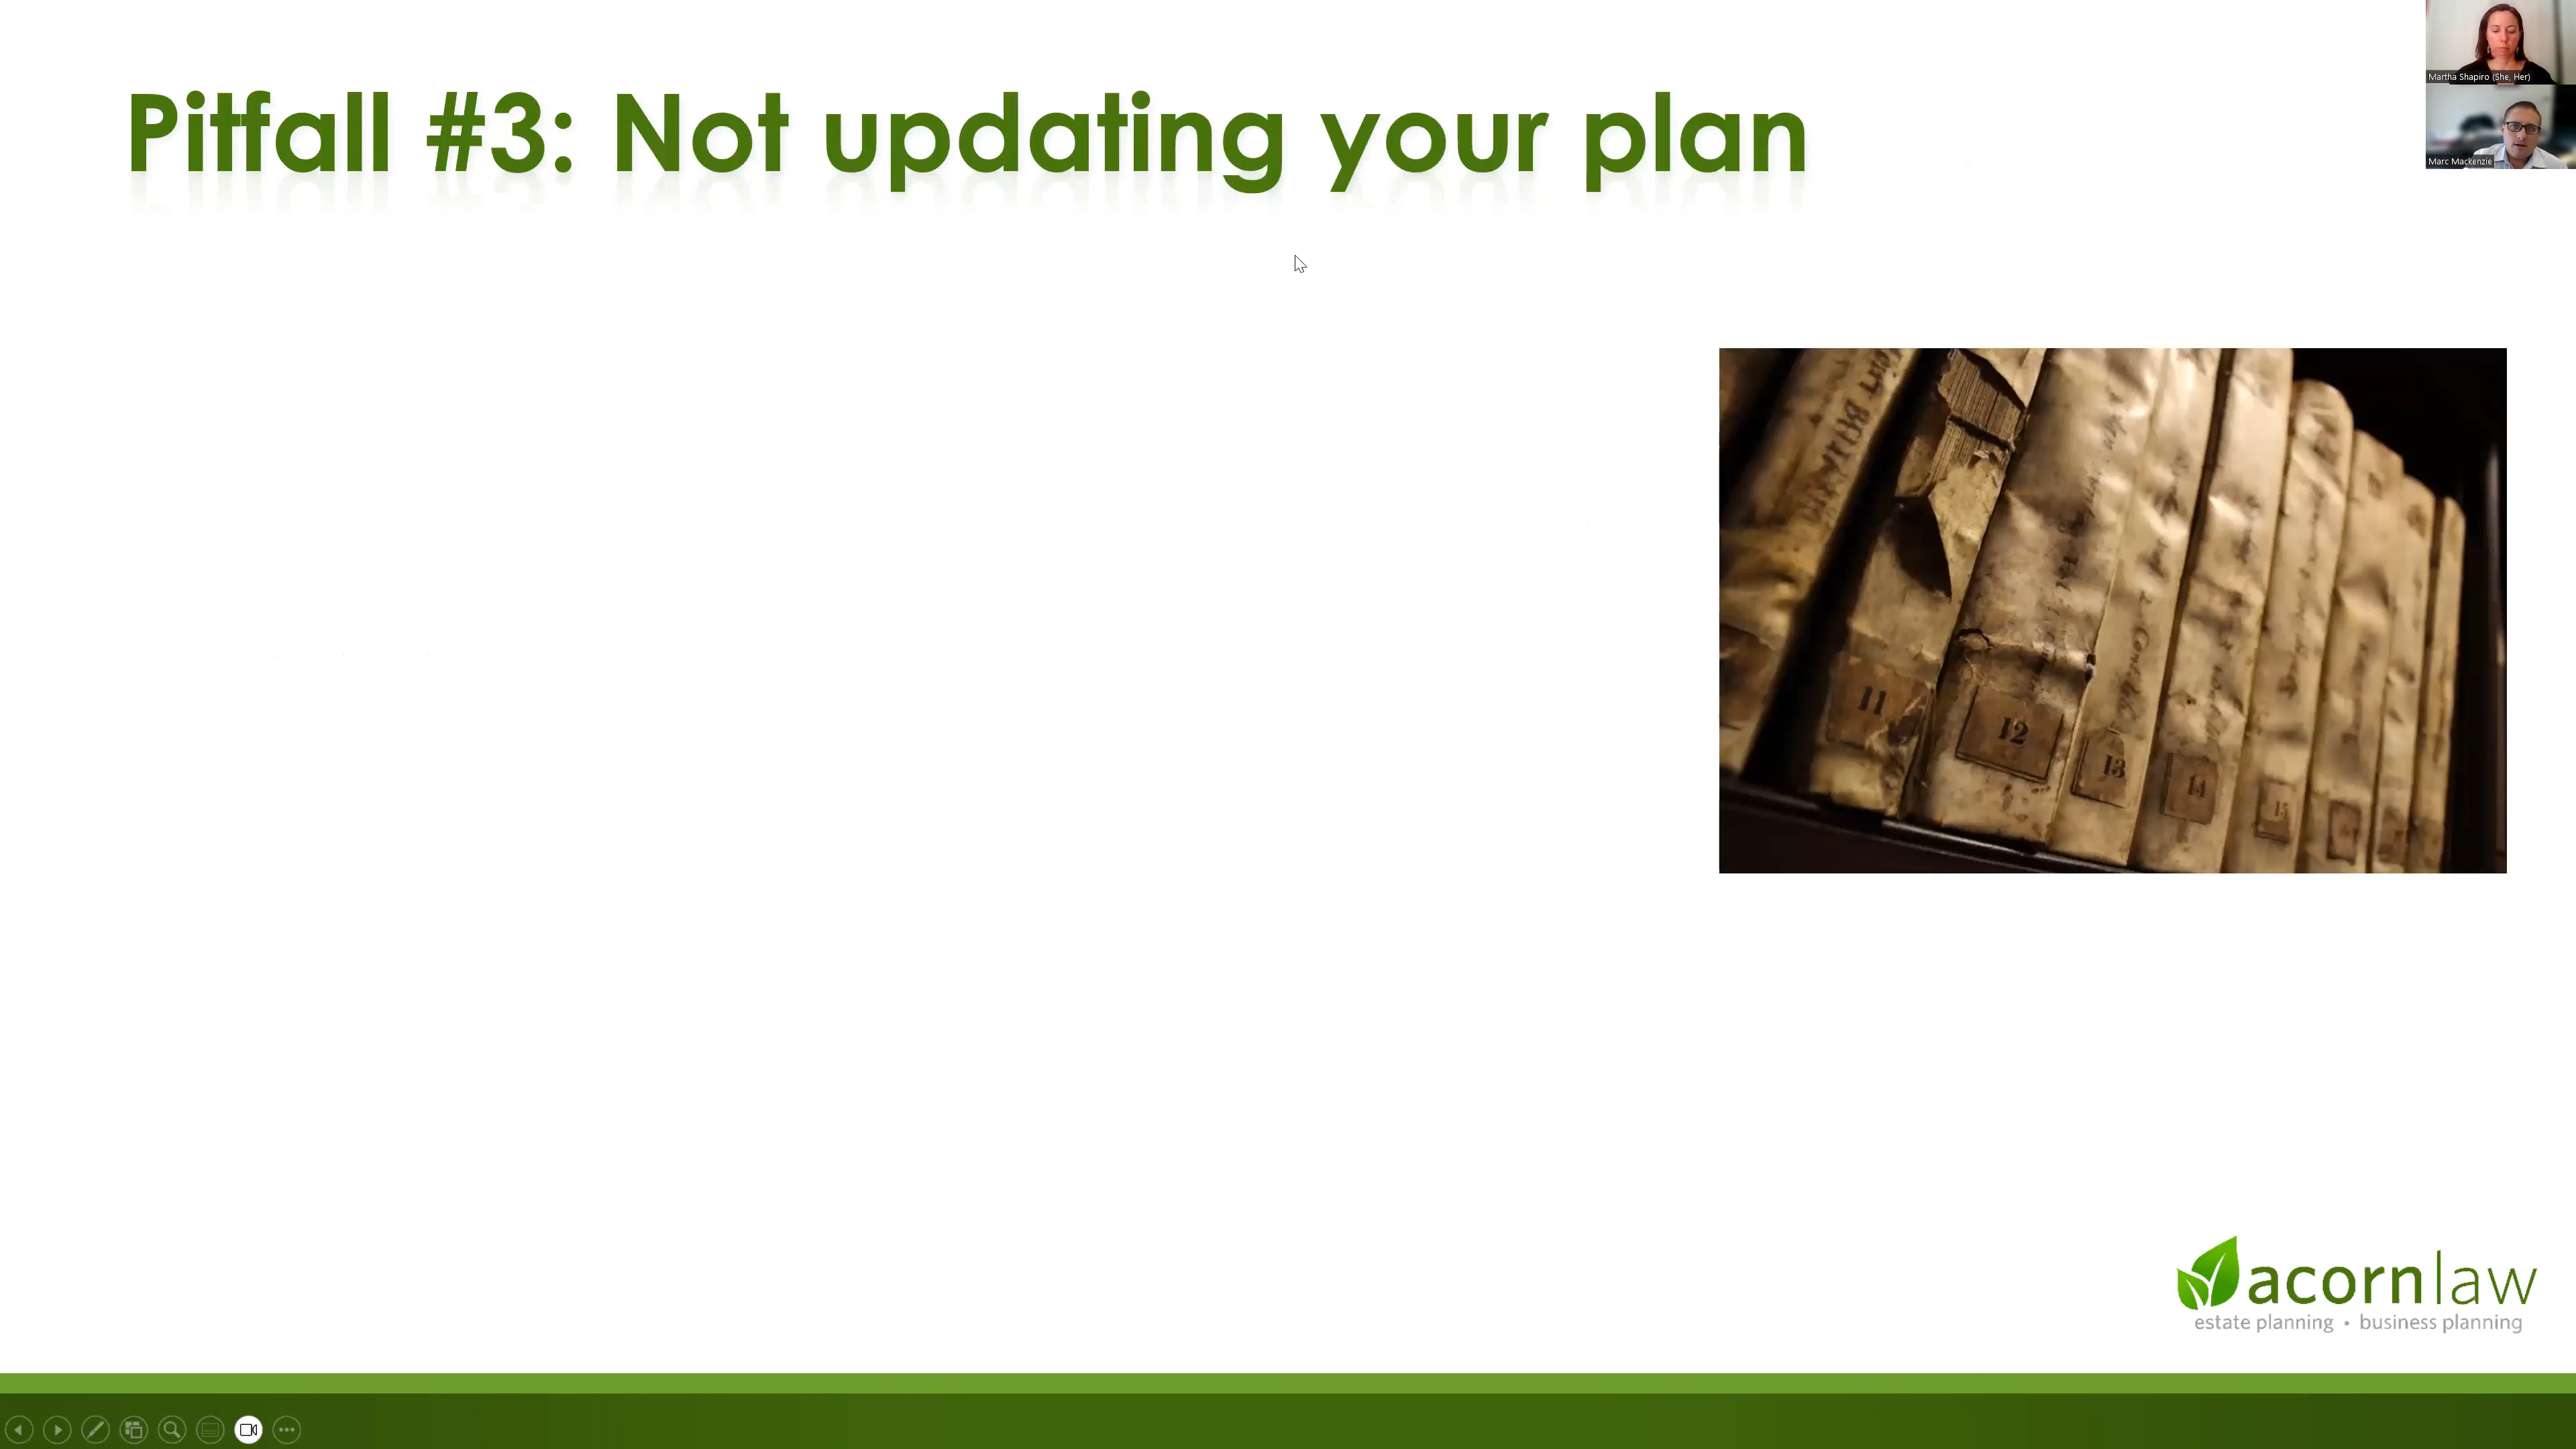 Pitfall #3: Not updating your plan
Martha Shapiro (She, Her)
Marc Mackenzie
11
12
13
14
15
acornlaw
estate planning • business planning